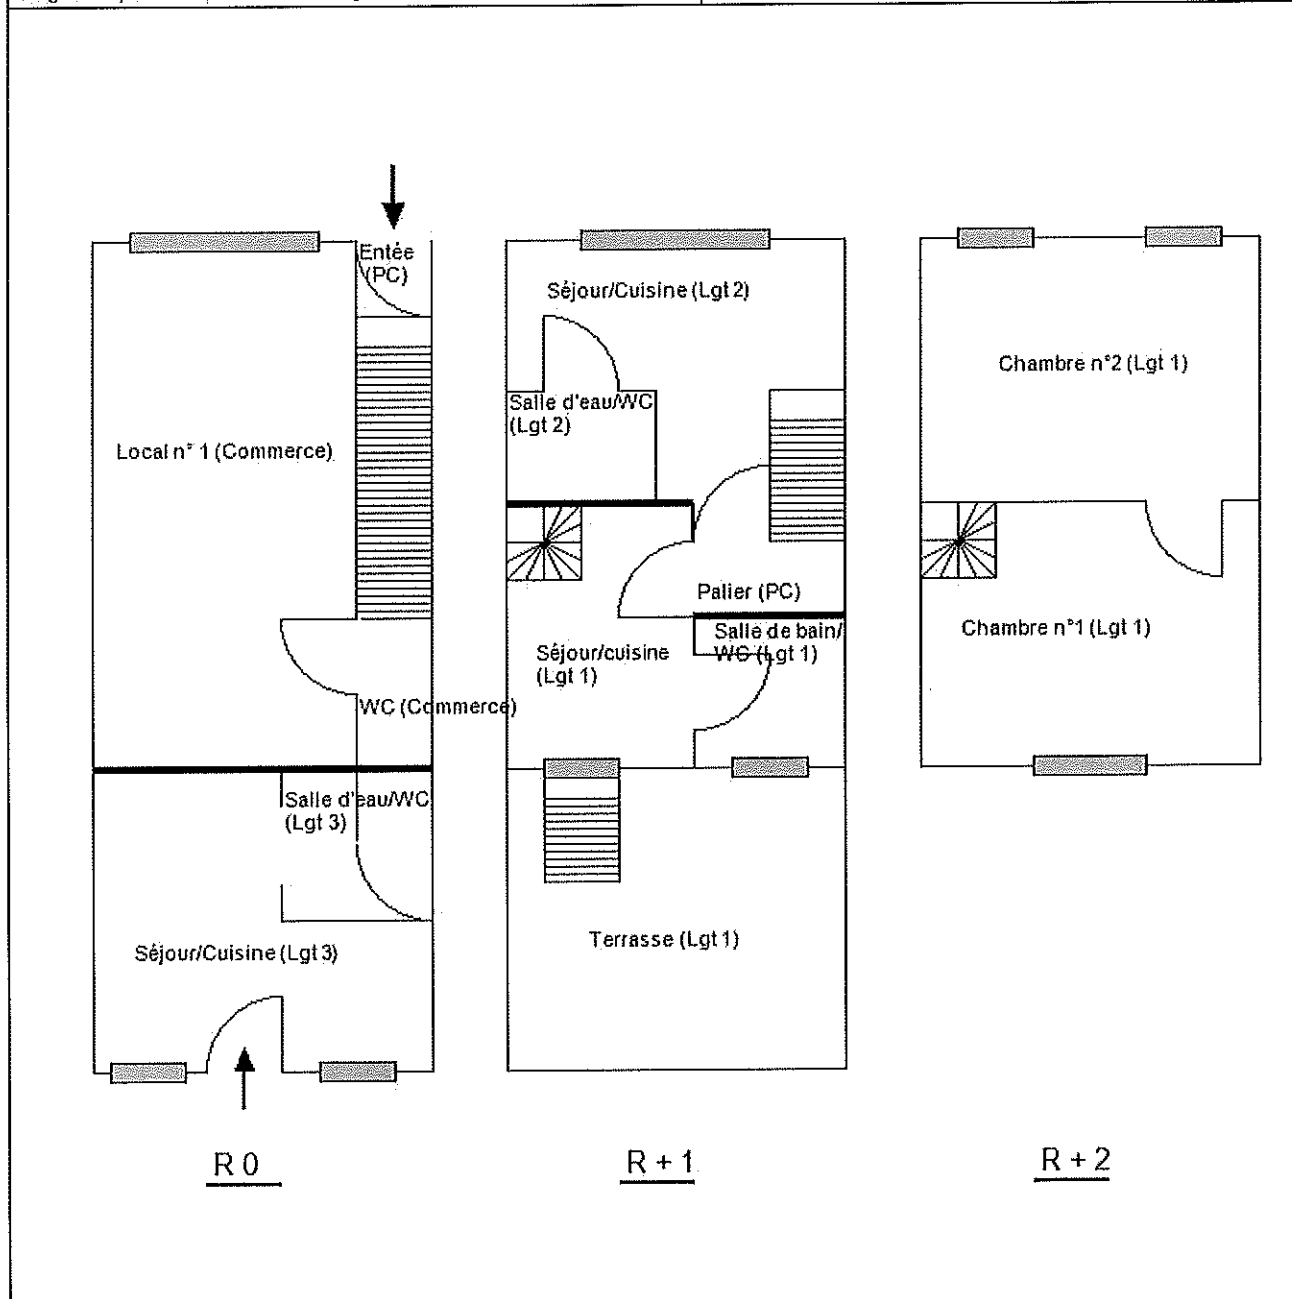 Entée
(PC)
Local n° 1 (Commerce)
WC (Commerce)
Salle d'eau/WC
(Lgt 3)
Séjour/Cuisine (Lgt 3)
R 0
Séjour/Cuisine (Lgt 2)
Salle d'eau/WC
(Lgt 2)
Palier (PC)
Salle de bain/
WC (Lgt 1)
Séjour/cuisine
(Lgt 1)
Terrasse (Lgt 1)
R + 1
Chambre n°2 (Lgt 1)
Chambre n°1 (Lgt 1)
R + 2